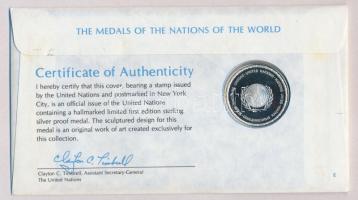 THE MEDALS OF THE NATIONS OF THE WORLD
Certificate of Authenticity
I hereby certify that this cover, bearing a stamp issued
by the United Nations and postmarked in New York
City, is an official issue of the United Nations
containing a hallmarked limited first edition sterling
silver proof medal. The sculptured design for this
medal is an original work of art created exclusively for
this collection.
Clayton C. Timbrell
Clayton C. Timbrell, Assistant Secretary-General
The United Nations